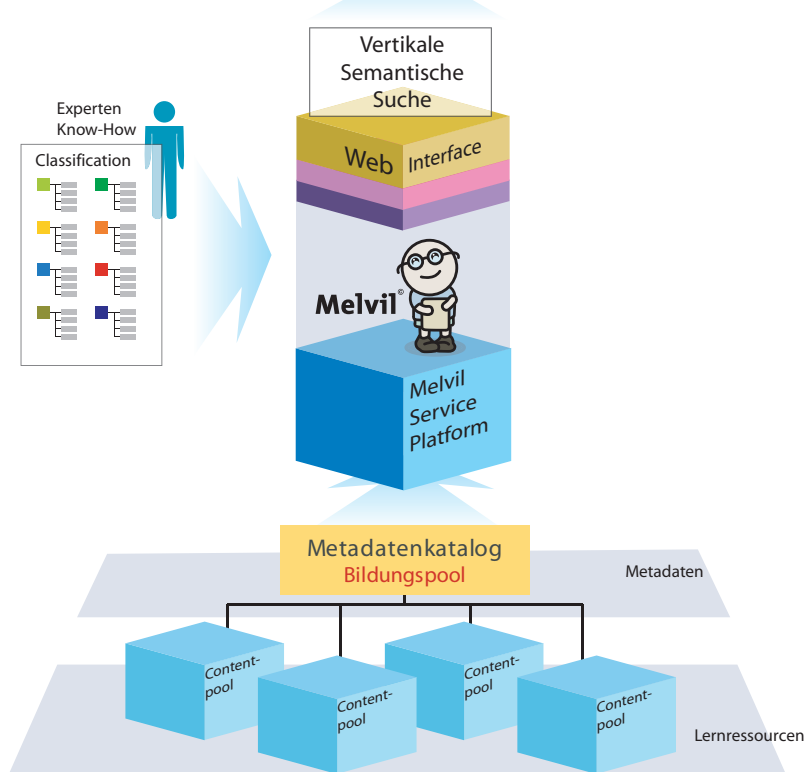 Vertikale
Semantische
Suche
Experten
Know-How
Classification
Web Interface
Melvil©
Melvil
Service
Platform
Metadatenkatalog
Bildungspool
Metadaten
Content-
pool
Content-
pool
Content-
pool
Content-
pool
Lernressourcen